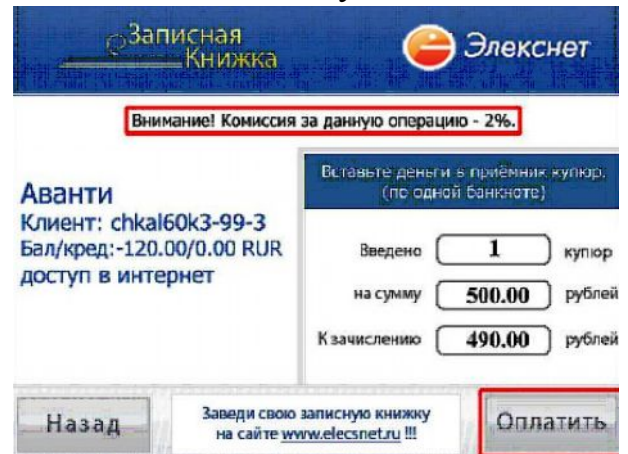 Записная
Книжка
Элекснет
Внимание! Комиссия за данную операцию - 2%.
Аванти
Клиент: chkal60k3-99-3
Бал/кред:-120.00/0.00 RUR
доступ в интернет
Вставьте деньги в приёмник купюр.
(по одной банкноте)
Введено 1 купюр
на сумму 500.00 рублей
К зачислению 490.00 рублей
Назад
Заведи свою записную книжку
на сайте www.elecsnet.ru !!!
Оплатить